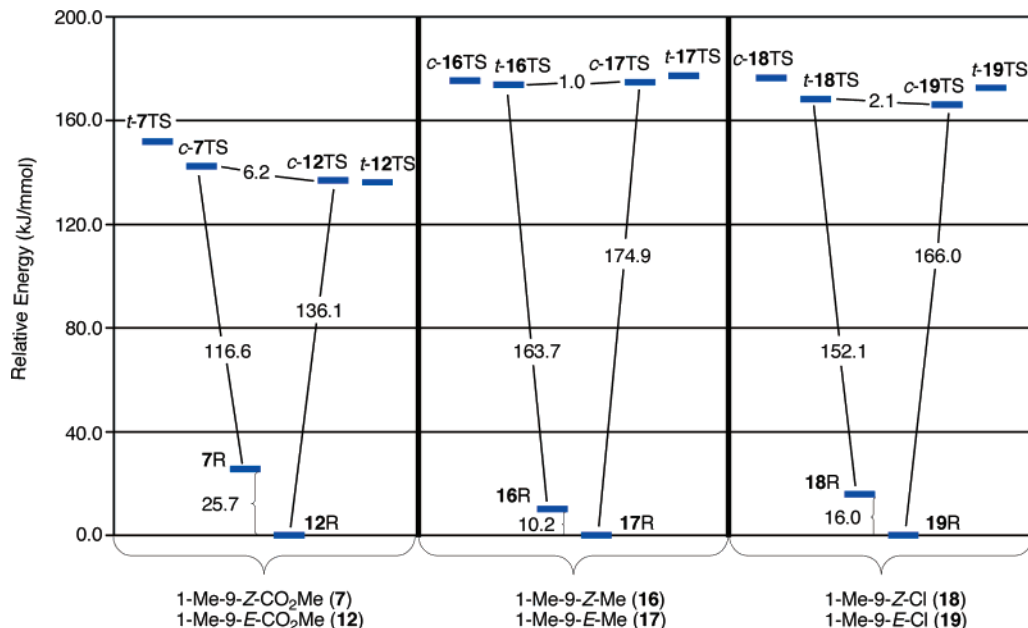 200.0
160.0
120.0
80.0
40.0
0.0
Relative Energy (kJ/mmol)
t-7TS
c-7TS
6.2
c-12TS
t-12TS
116.6
136.1
7R
25.7
12R
c-16TS
t-16TS
1.0
c-17TS
t-17TS
163.7
174.9
16R
10.2
17R
c-18TS
t-18TS
2.1
c-19TS
t-19TS
152.1
166.0
18R
16.0
19R
1-Me-9-Z-CO₂Me (7)
1-Me-9-E-CO₂Me (12)
1-Me-9-Z-Me (16)
1-Me-9-E-Me (17)
1-Me-9-Z-Cl (18)
1-Me-9-E-Cl (19)